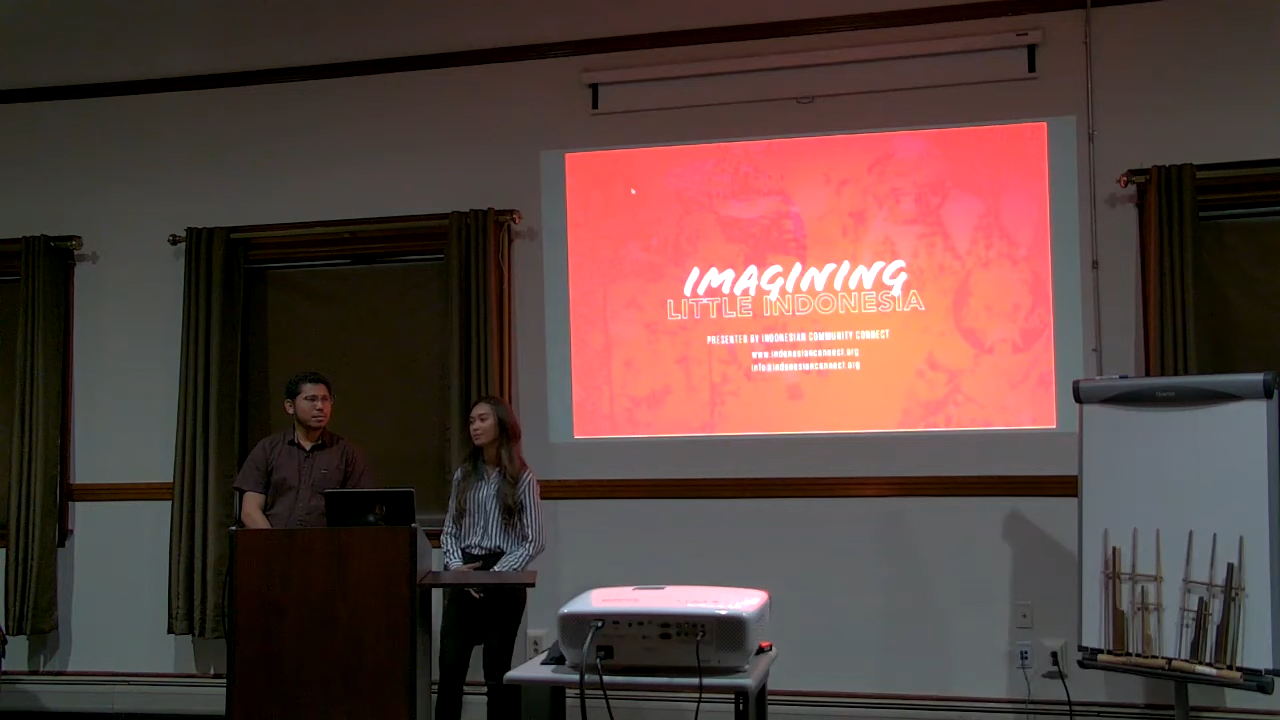 IMAGINING
LITTLE INDONESIA
PRESENTED BY INDONESIAN COMMUNITY CONNECT
www.indonesianconnect.org
info@indonesianconnect.org